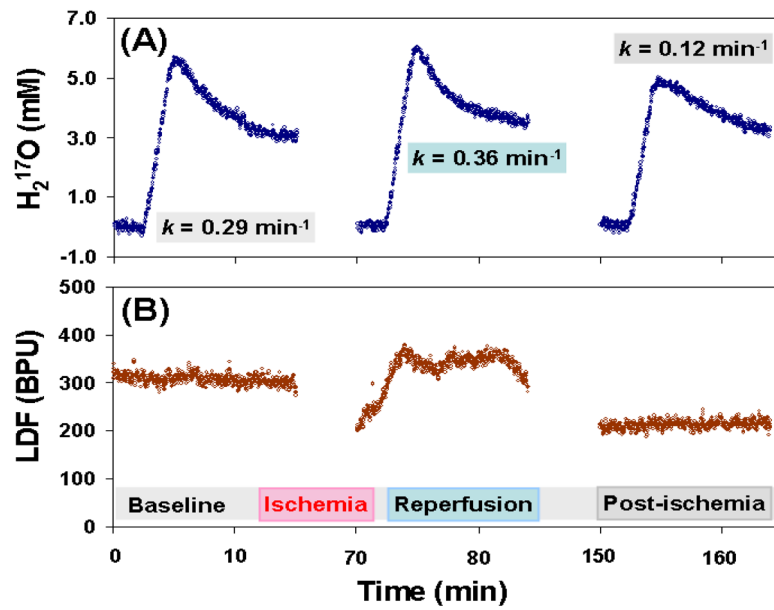 (A)
H₂¹⁷O (mM)
7.0
5.0
3.0
1.0
-1.0
k = 0.29 min⁻¹
k = 0.36 min⁻¹
k = 0.12 min⁻¹
(B)
LDF (BPU)
500
400
300
200
100
0
Baseline Ischemia Reperfusion Post-ischemia
0 10 70 80 150 160
Time (min)